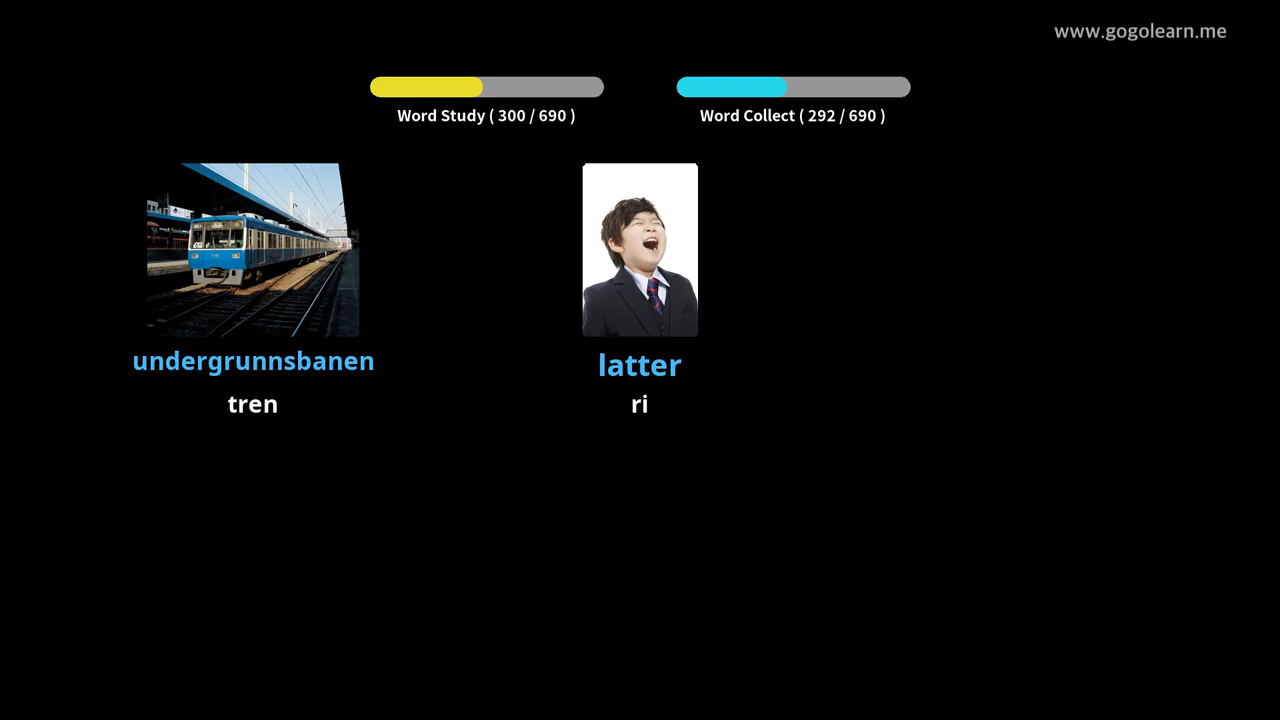 www.gogolearn.me
Word Study ( 300 / 690 )
Word Collect ( 292 / 690 )
undergrunnsbanen
tren
latter
ri